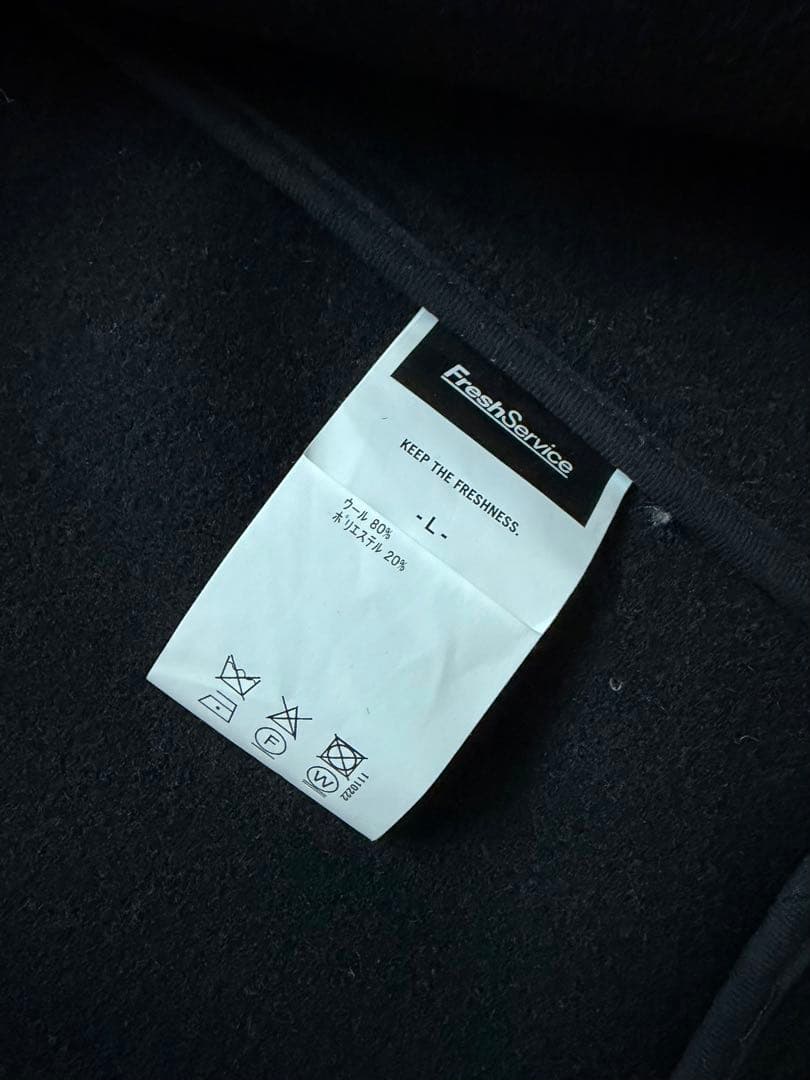 FreshService
KEEP THE FRESHNESS.
- L -
ウール 80%
ポリエステル 20%
F
W
1110222